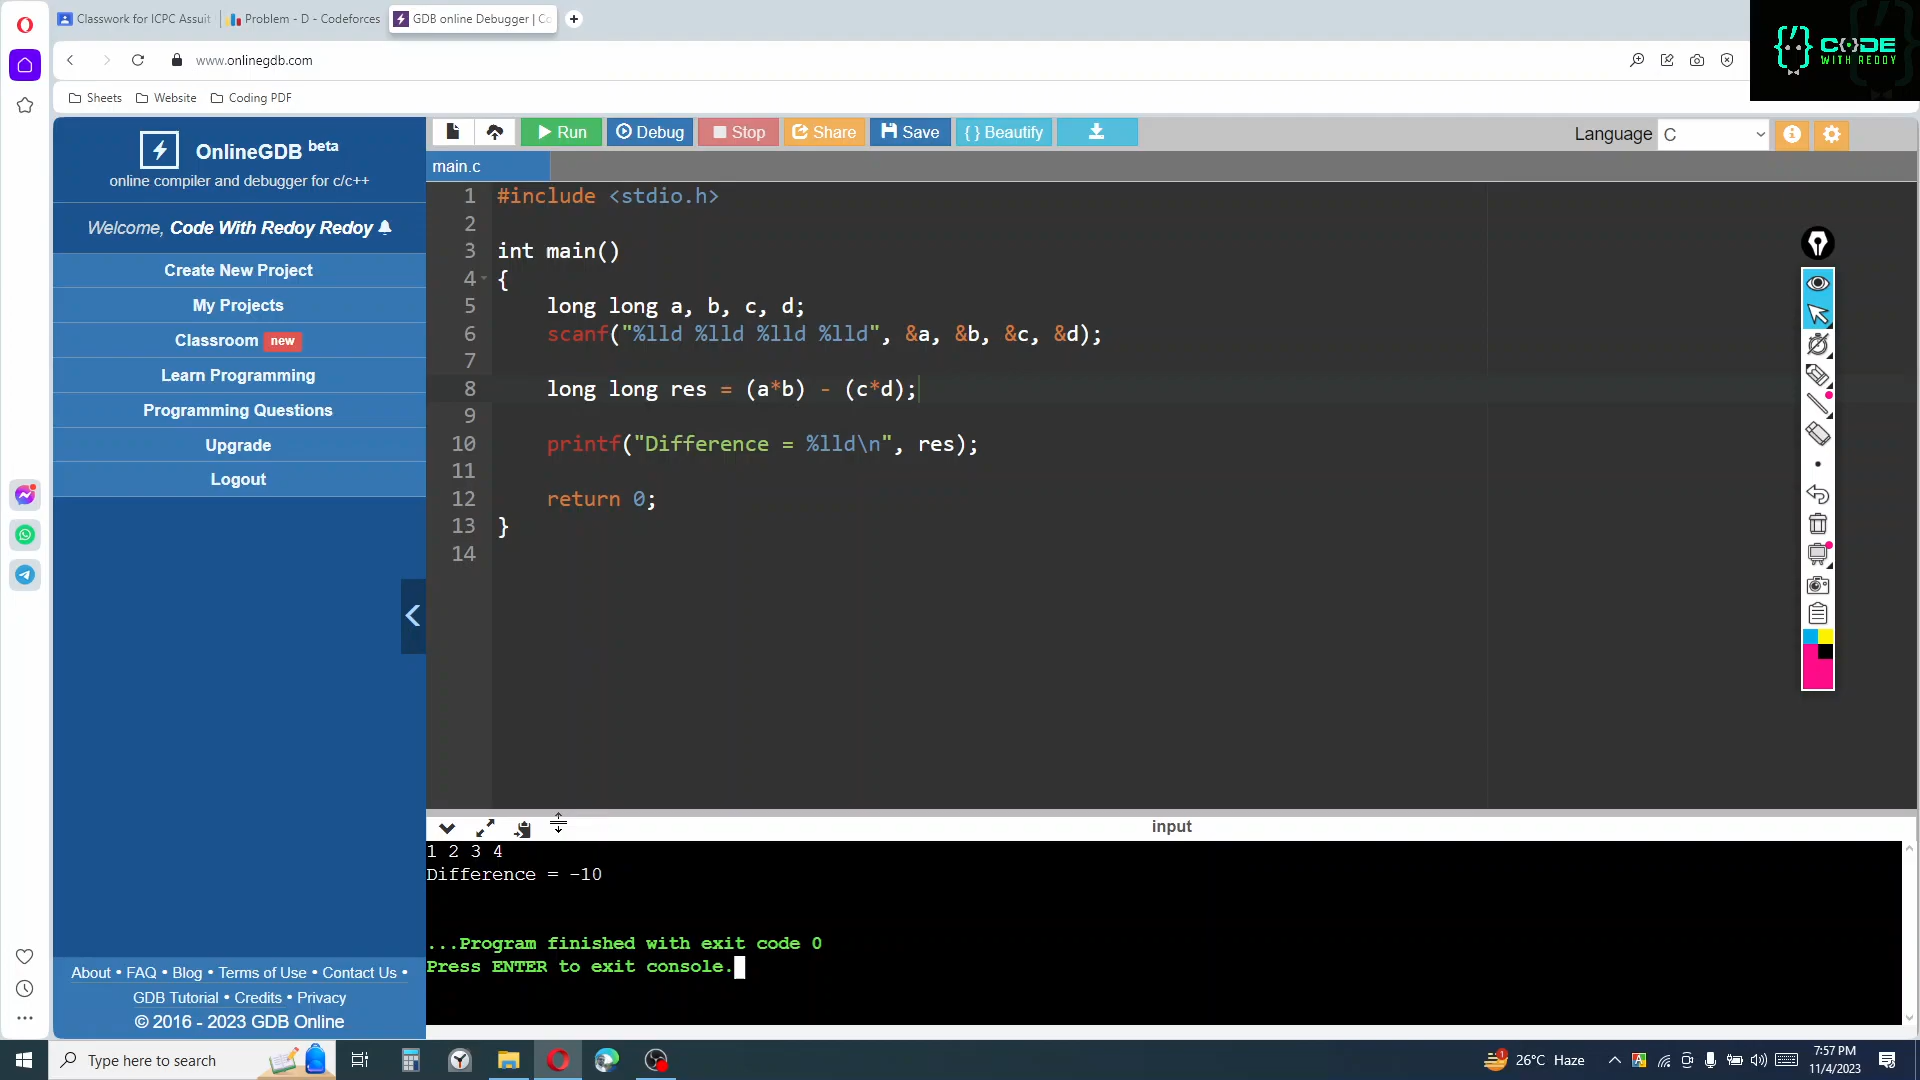 Classwork for ICPC Assuit
Problem - D - Codeforces
GDB online Debugger | Co
www.onlinegdb.com
CODE
WITH REDOY
Sheets Website Coding PDF
OnlineGDB beta
online compiler and debugger for c/c++
Welcome, Code With Redoy Redoy
Create New Project
My Projects
Classroom new
Learn Programming
Programming Questions
Upgrade
Logout
About • FAQ • Blog • Terms of Use • Contact Us •
GDB Tutorial • Credits • Privacy
© 2016 - 2023 GDB Online
Run Debug Stop Share Save { } Beautify
Language C
main.c
1 #include <stdio.h>
2
3 int main()
4 {
5 long long a, b, c, d;
6 scanf("%lld %lld %lld %lld", &a, &b, &c, &d);
7
8 long long res = (a*b) - (c*d);
9
10 printf("Difference = %lld\n", res);
11
12 return 0;
13 }
14
input
1 2 3 4
Difference = -10
...Program finished with exit code 0
Press ENTER to exit console.
Type here to search
1
26°C Haze
A
7:57 PM
11/4/2023